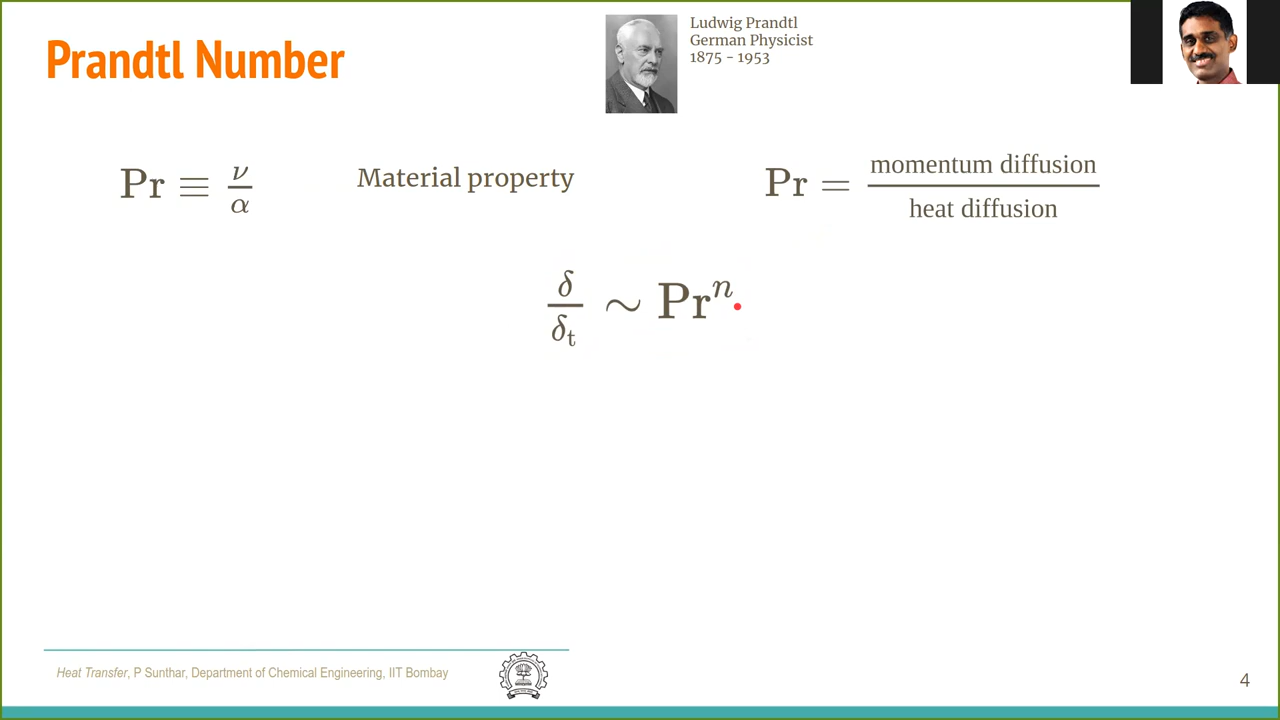 Prandtl Number
Ludwig Prandtl
German Physicist
1875 - 1953
Pr ≡ ν/α
Material property
Pr = momentum diffusion/heat diffusion
δ/δt ~ Pr^n
Heat Transfer, P Sunthar, Department of Chemical Engineering, IIT Bombay
4